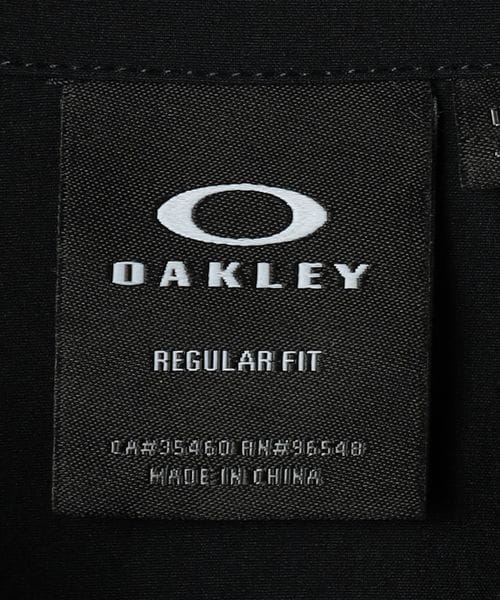 OAKLEY
REGULAR FIT
CA#35460 RN#96548
MADE IN CHINA